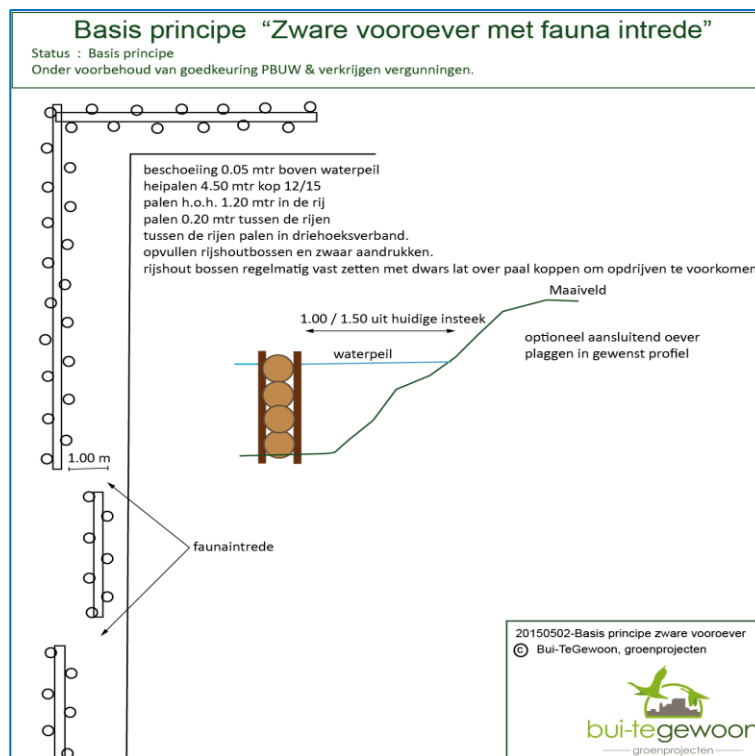 Basis principe “Zware vooroever met fauna intrede”
Status : Basis principe
Onder voorbehoud van goedkeuring PBUW & verkrijgen vergunningen.
beschoeiing 0.05 mtr boven waterpeil
heipalen 4.50 mtr kop 12/15
palen h.o.h. 1.20 mtr in de rij
palen 0.20 mtr tussen de rijen
tussen de rijen palen in driehoeksverband.
opvullen rijshoutbossen en zwaar aandrukken.
rijshout bossen regelmatig vast zetten met dwars lat over paal koppen om opdrijven te voorkomen
Maaiveld
1.00 / 1.50 uit huidige insteek
optioneel aansluitend oever
plaggen in gewenst profiel
waterpeil
1.00 m
faunaintrede
20150502-Basis principe zware vooroever
© Bui-TeGewoon, groenprojecten
bui-tegewoon
groenprojecten